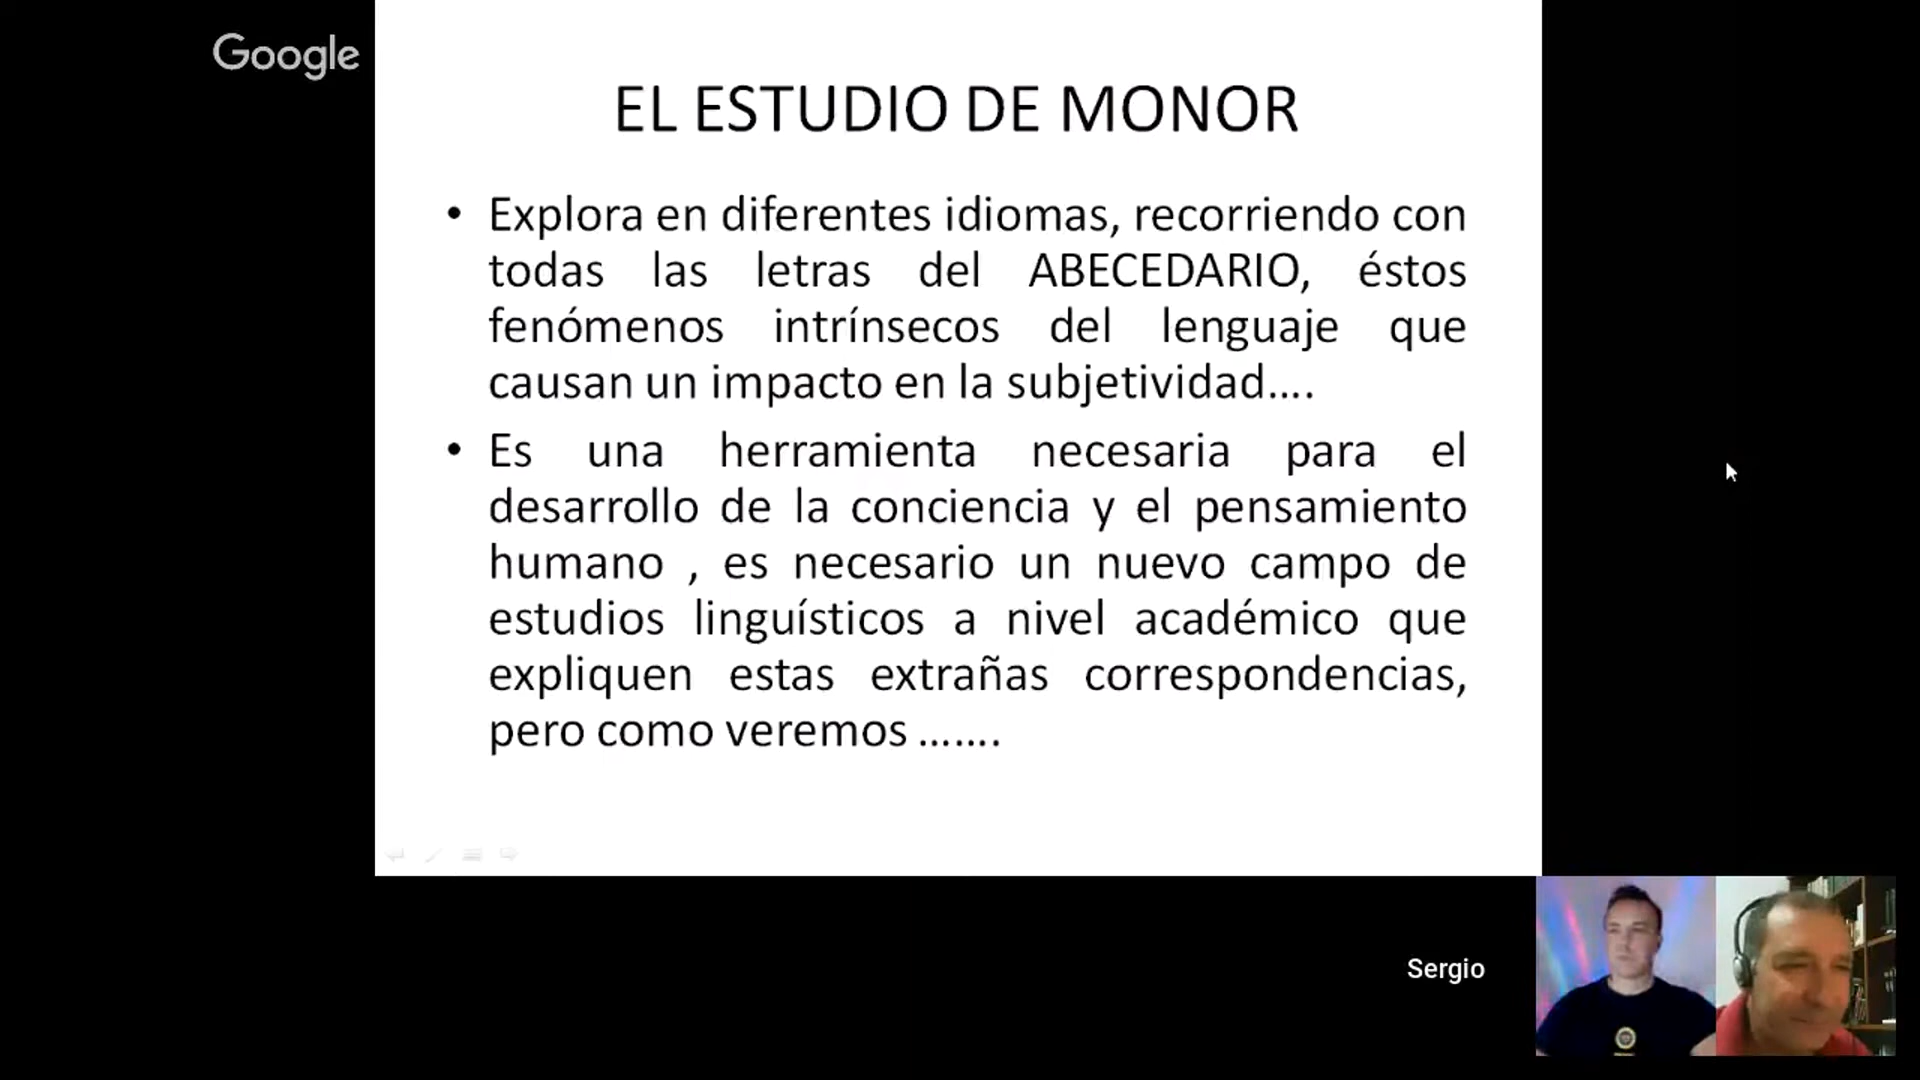 Google
EL ESTUDIO DE MONOR
• Explora en diferentes idiomas, recorriendo con
todas las letras del ABECEDARIO, éstos
fenómenos intrínsecos del lenguaje que
causan un impacto en la subjetividad....
• Es una herramienta necesaria para el
desarrollo de la conciencia y el pensamiento
humano , es necesario un nuevo campo de
estudios linguísticos a nivel académico que
expliquen estas extrañas correspondencias,
pero como veremos .......
Sergio